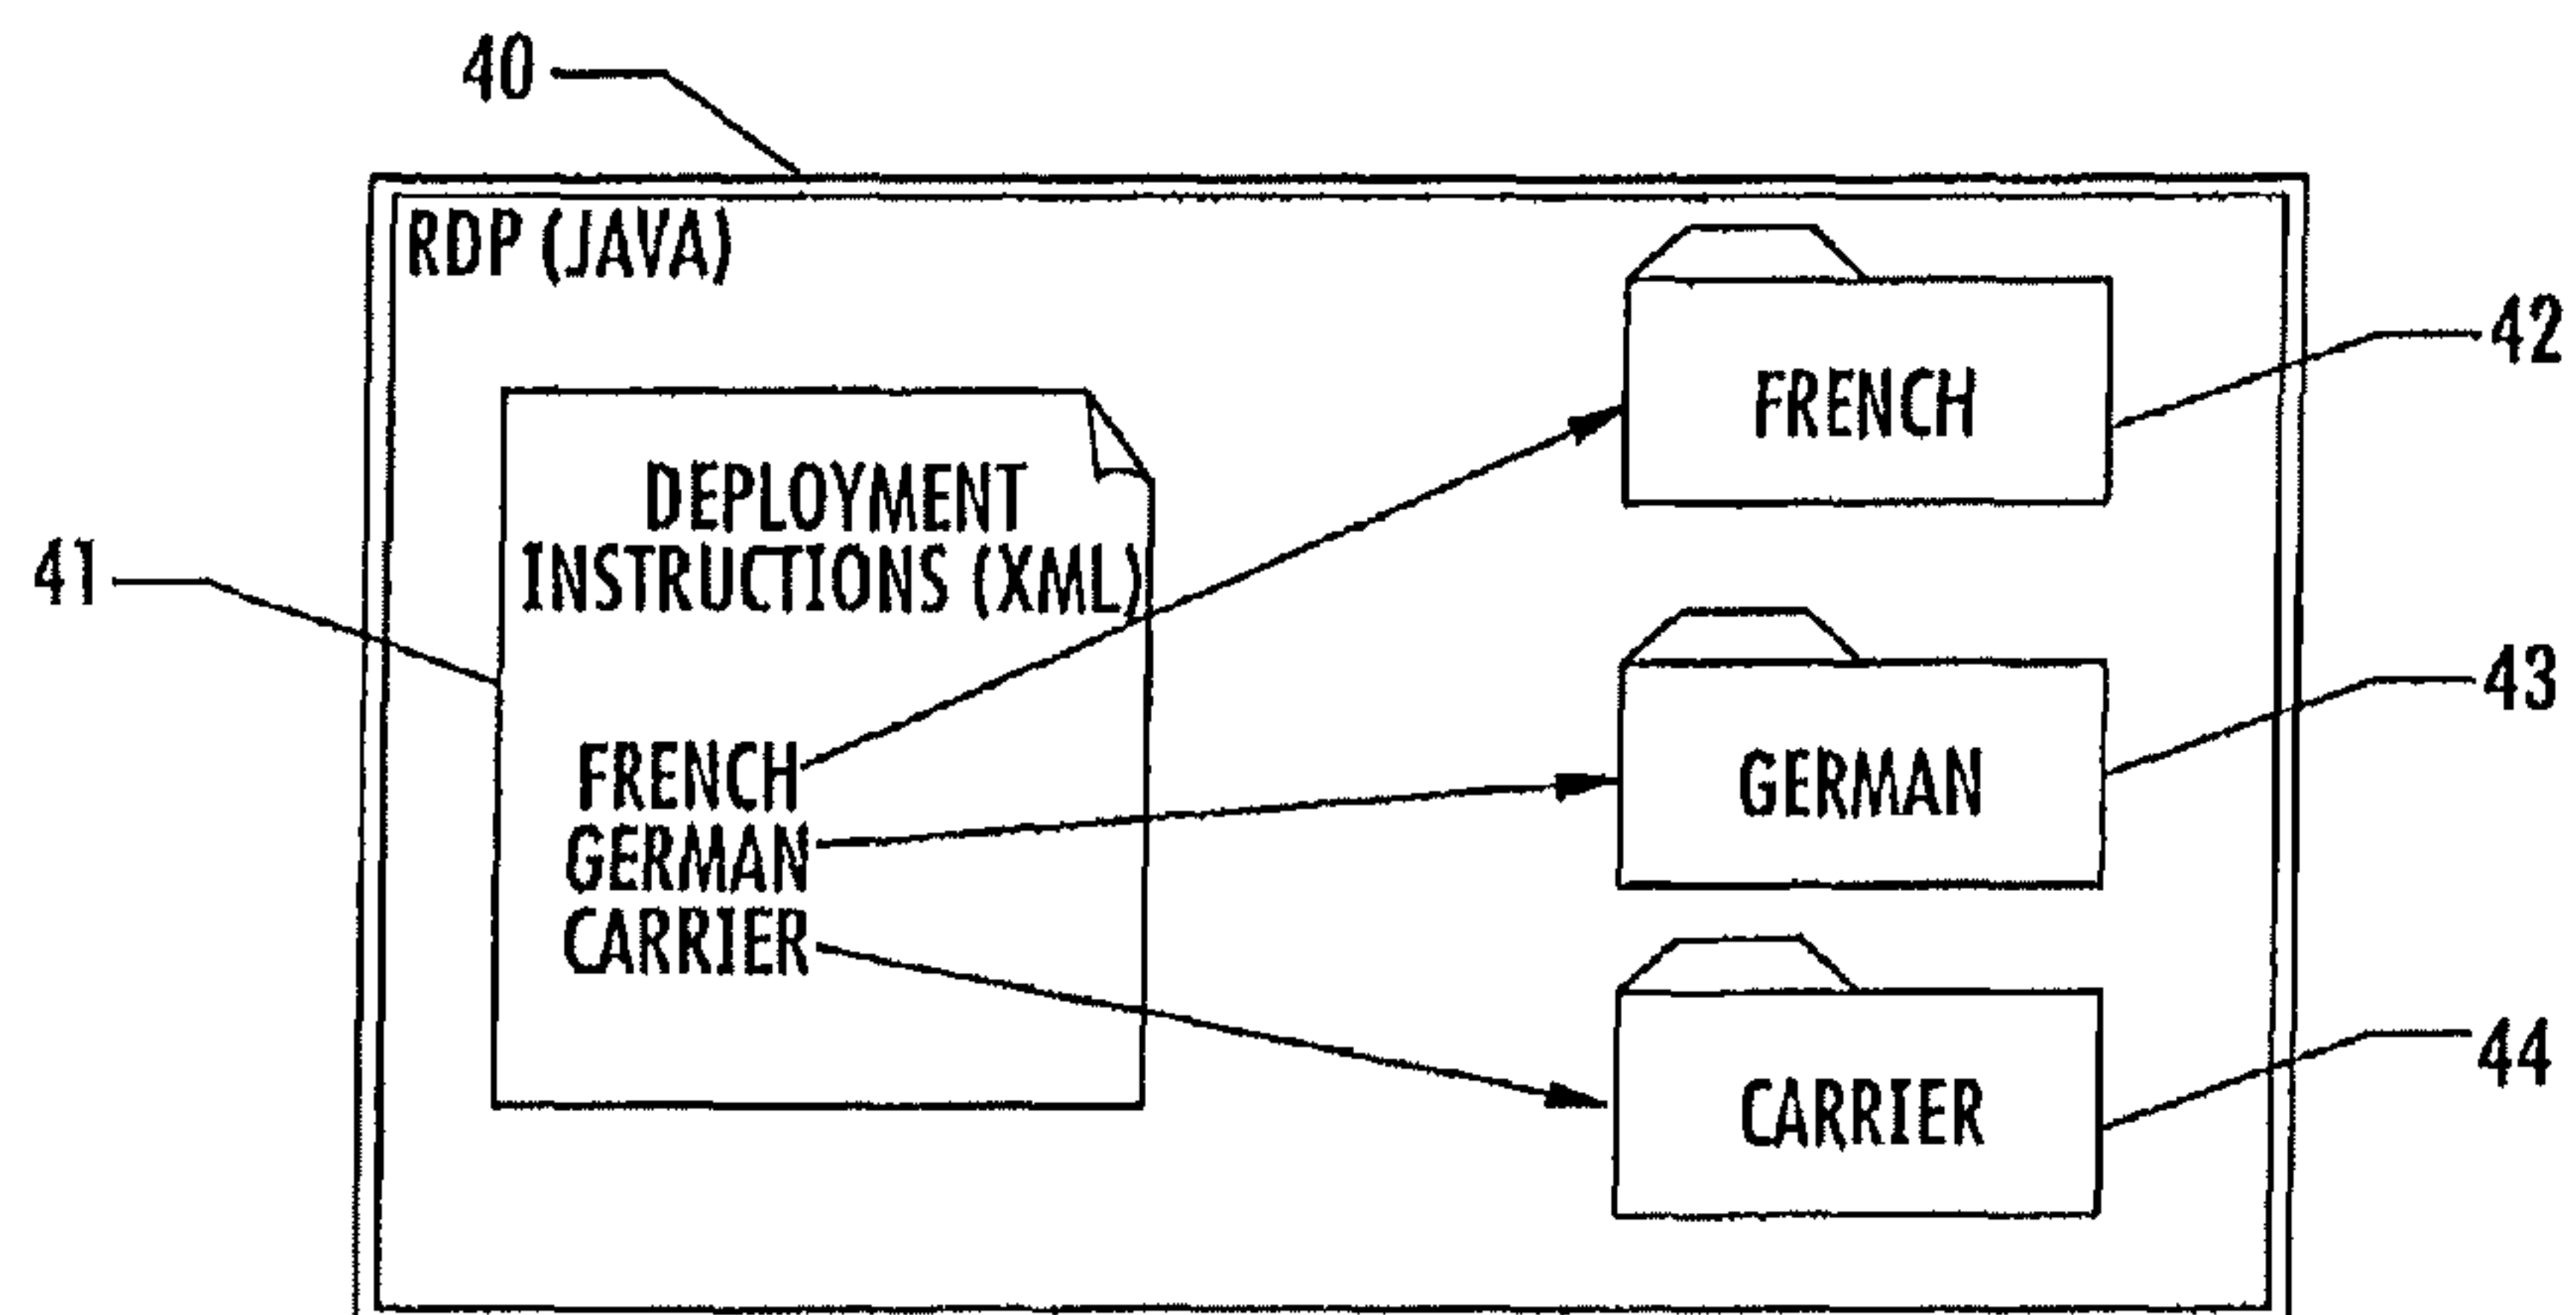 40
RDP (JAVA)
42
FRENCH
DEPLOYMENT
INSTRUCTIONS (XML)
41
43
FRENCH
GERMAN
GERMAN
CARRIER
44
CARRIER